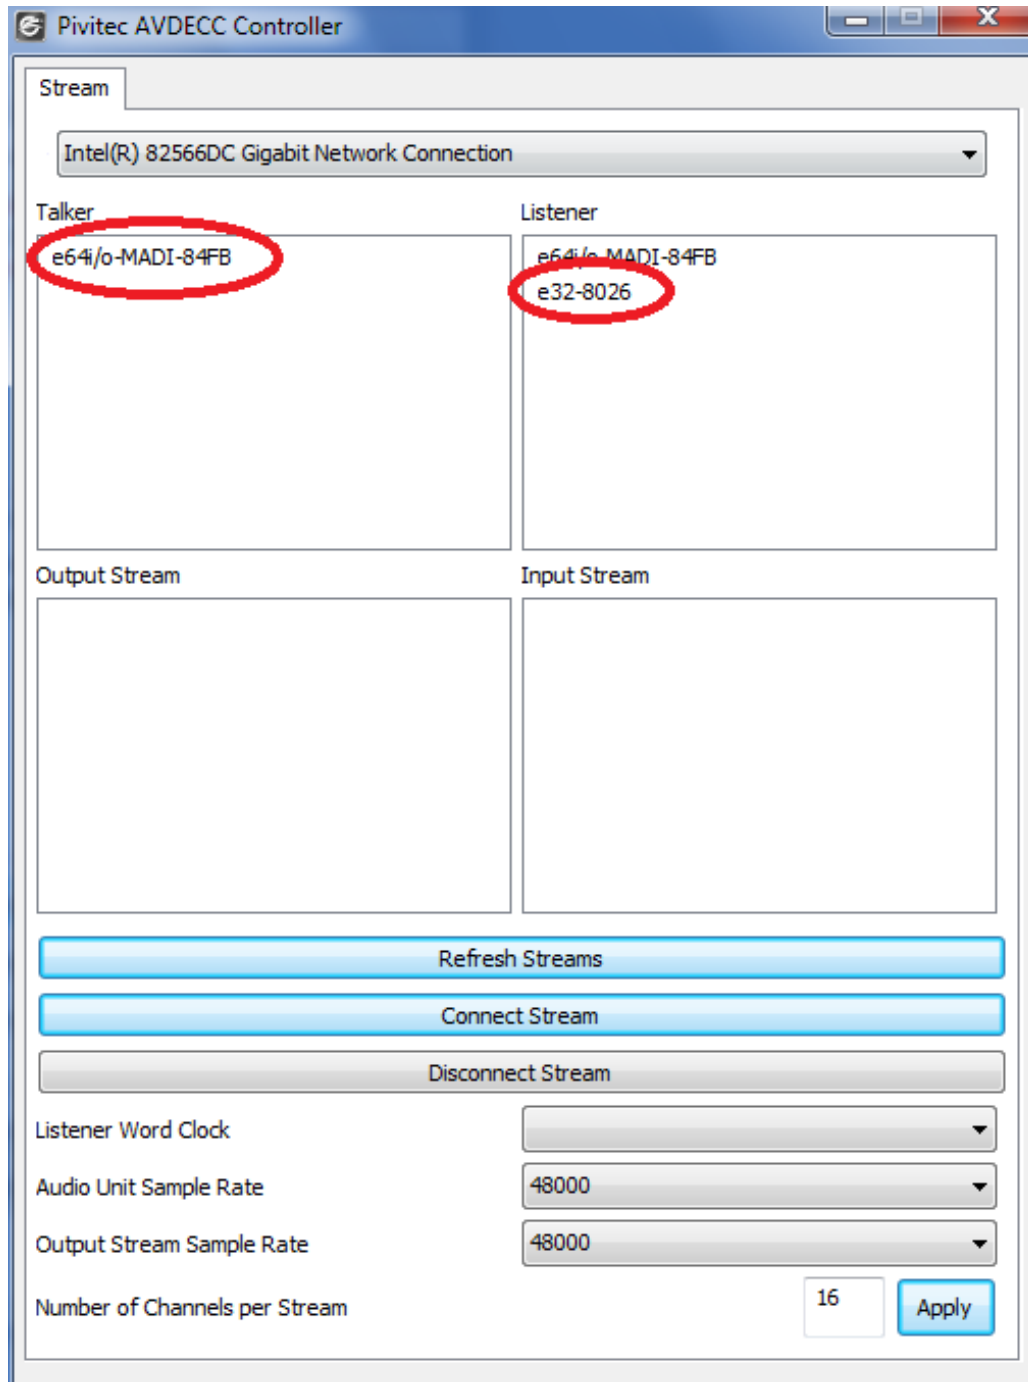 Pivitec AVDECC Controller
Stream
Intel(R) 82566DC Gigabit Network Connection
Talker
Listener
e64i/o-MADI-84FB
e64i/o-MADI-84FB
e32-8026
Output Stream
Input Stream
Refresh Streams
Connect Stream
Disconnect Stream
Listener Word Clock
Audio Unit Sample Rate
48000
Output Stream Sample Rate
48000
Number of Channels per Stream
16
Apply